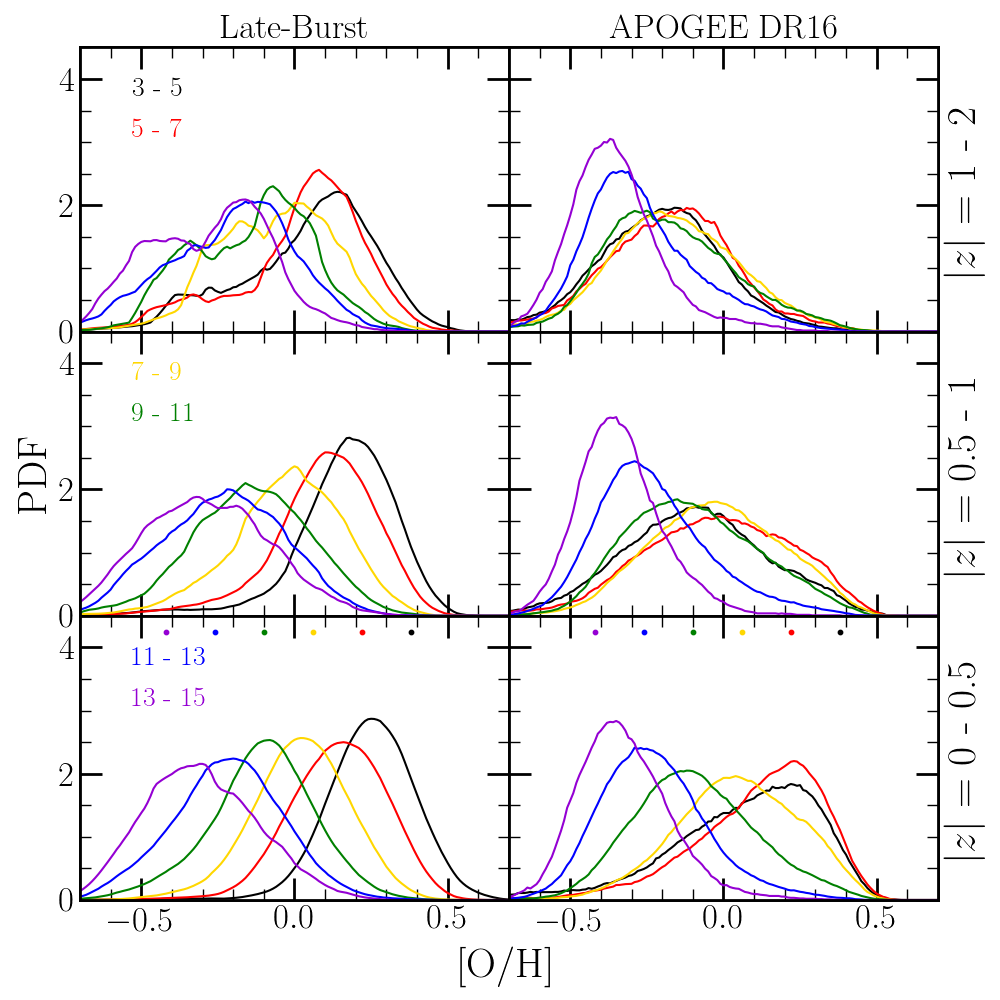 Late-Burst
APOGEE DR16
4
2
0
3 - 5
5 - 7
|z| = 1 - 2
4
2
0
7 - 9
9 - 11
|z| = 0.5 - 1
PDF
4
2
0
11 - 13
13 - 15
|z| = 0 - 0.5
−0.5 0.0 0.5 −0.5 0.0 0.5
[O/H]